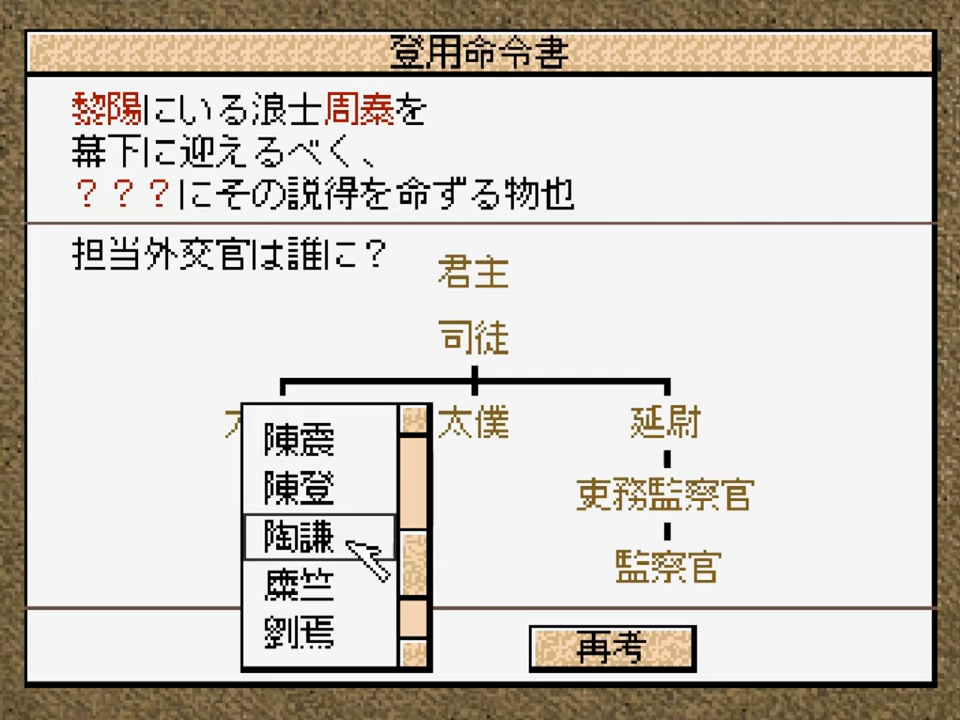 登用命令書
黎陽にいる浪士周泰を
幕下に迎えるべく、
???にその説得を命ずる物也
担当外交官は誰に?
君主
司徒
太僕
延尉
吏務監察官
監察官
陳震
陳登
陶謙
糜竺
劉焉
再考